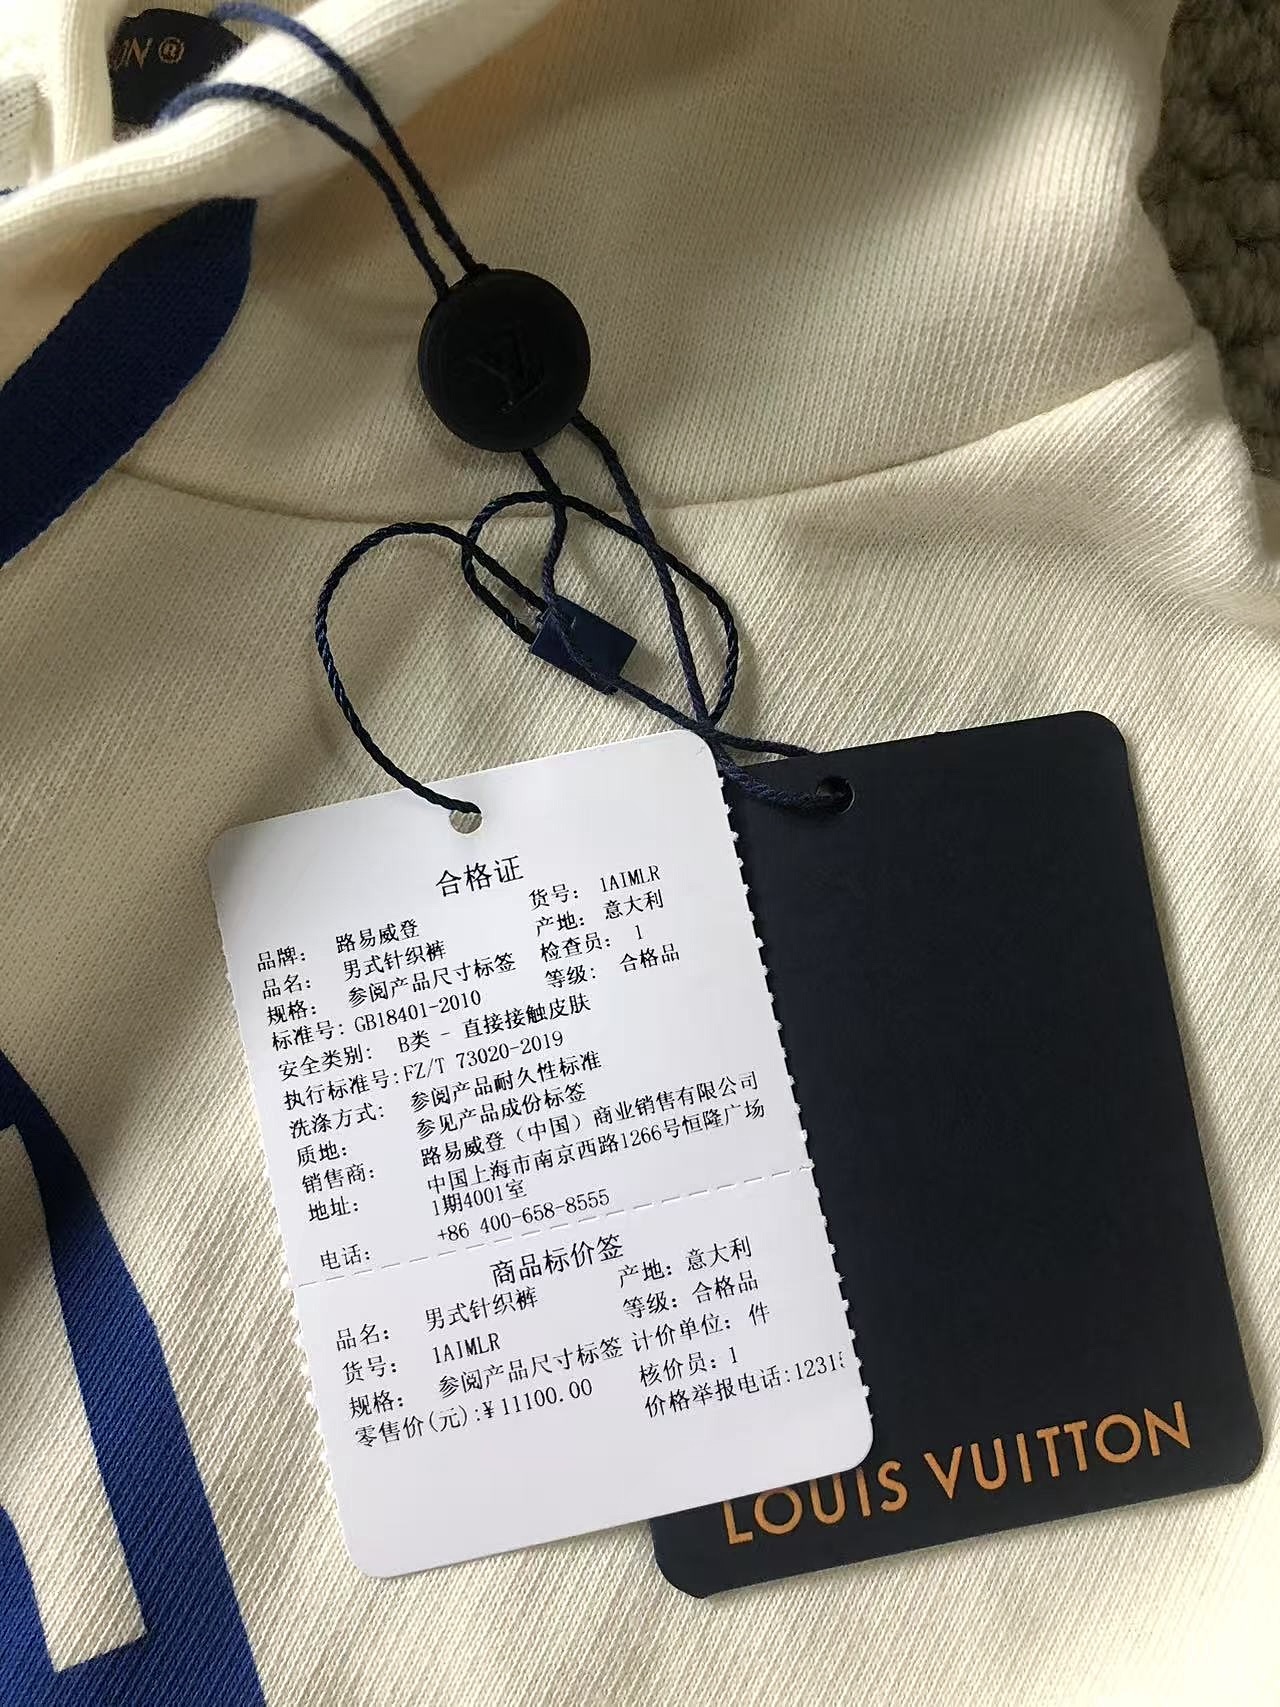 ON®
合格证
品牌： 路易威登 货号： 1AIMLR
品名： 男式针织裤 产地： 意大利
规格： 参阅产品尺寸标签 检查员： 1
标准号： GB18401-2010 等级： 合格品
安全类别： B类 - 直接接触皮肤
执行标准号：FZ/T 73020-2019
洗涤方式： 参阅产品耐久性标准
质地： 参见产品成份标签
销售商： 路易威登（中国）商业销售有限公司
地址： 中国上海市南京西路1266号恒隆广场
1期4001室
电话： +86 400-658-8555
商品标价签
品名： 男式针织裤 产地：意大利
货号： 1AIMLR 等级：合格品
规格： 参阅产品尺寸标签 计价单位： 件
零售价(元):¥11100.00 核价员：1
价格举报电话:1231
LOUIS VUITTON
LV